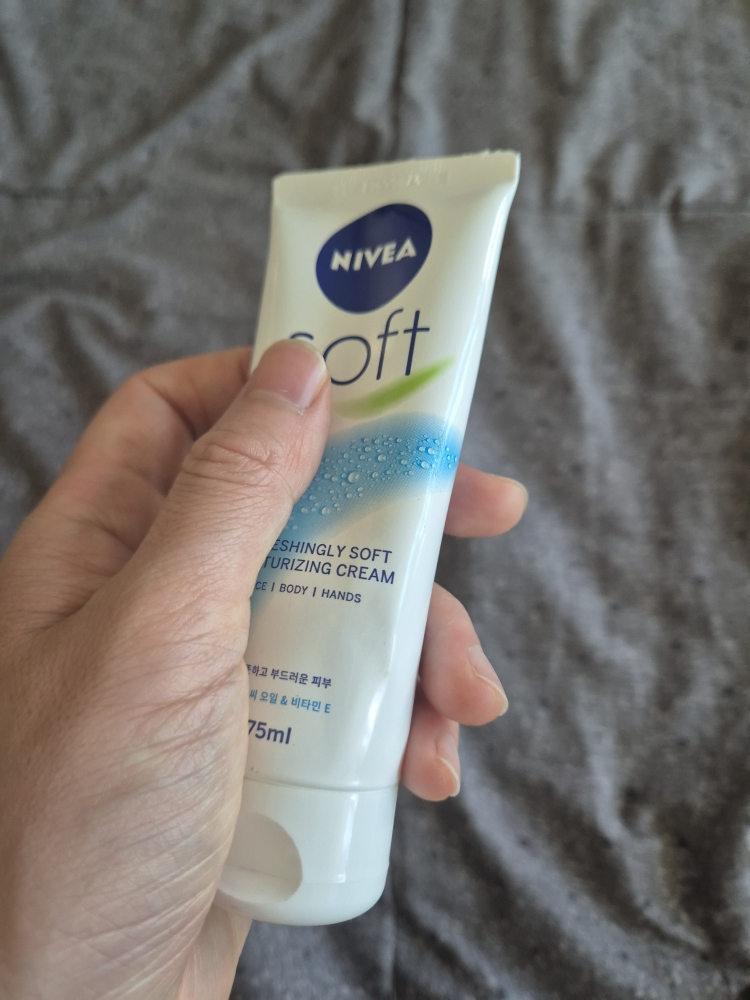 NIVEA
soft
ESHINGLY SOFT
TURIZING CREAM
CE | BODY | HANDS
하고 부드러운 피부
씨 오일 & 비타민 E
75ml